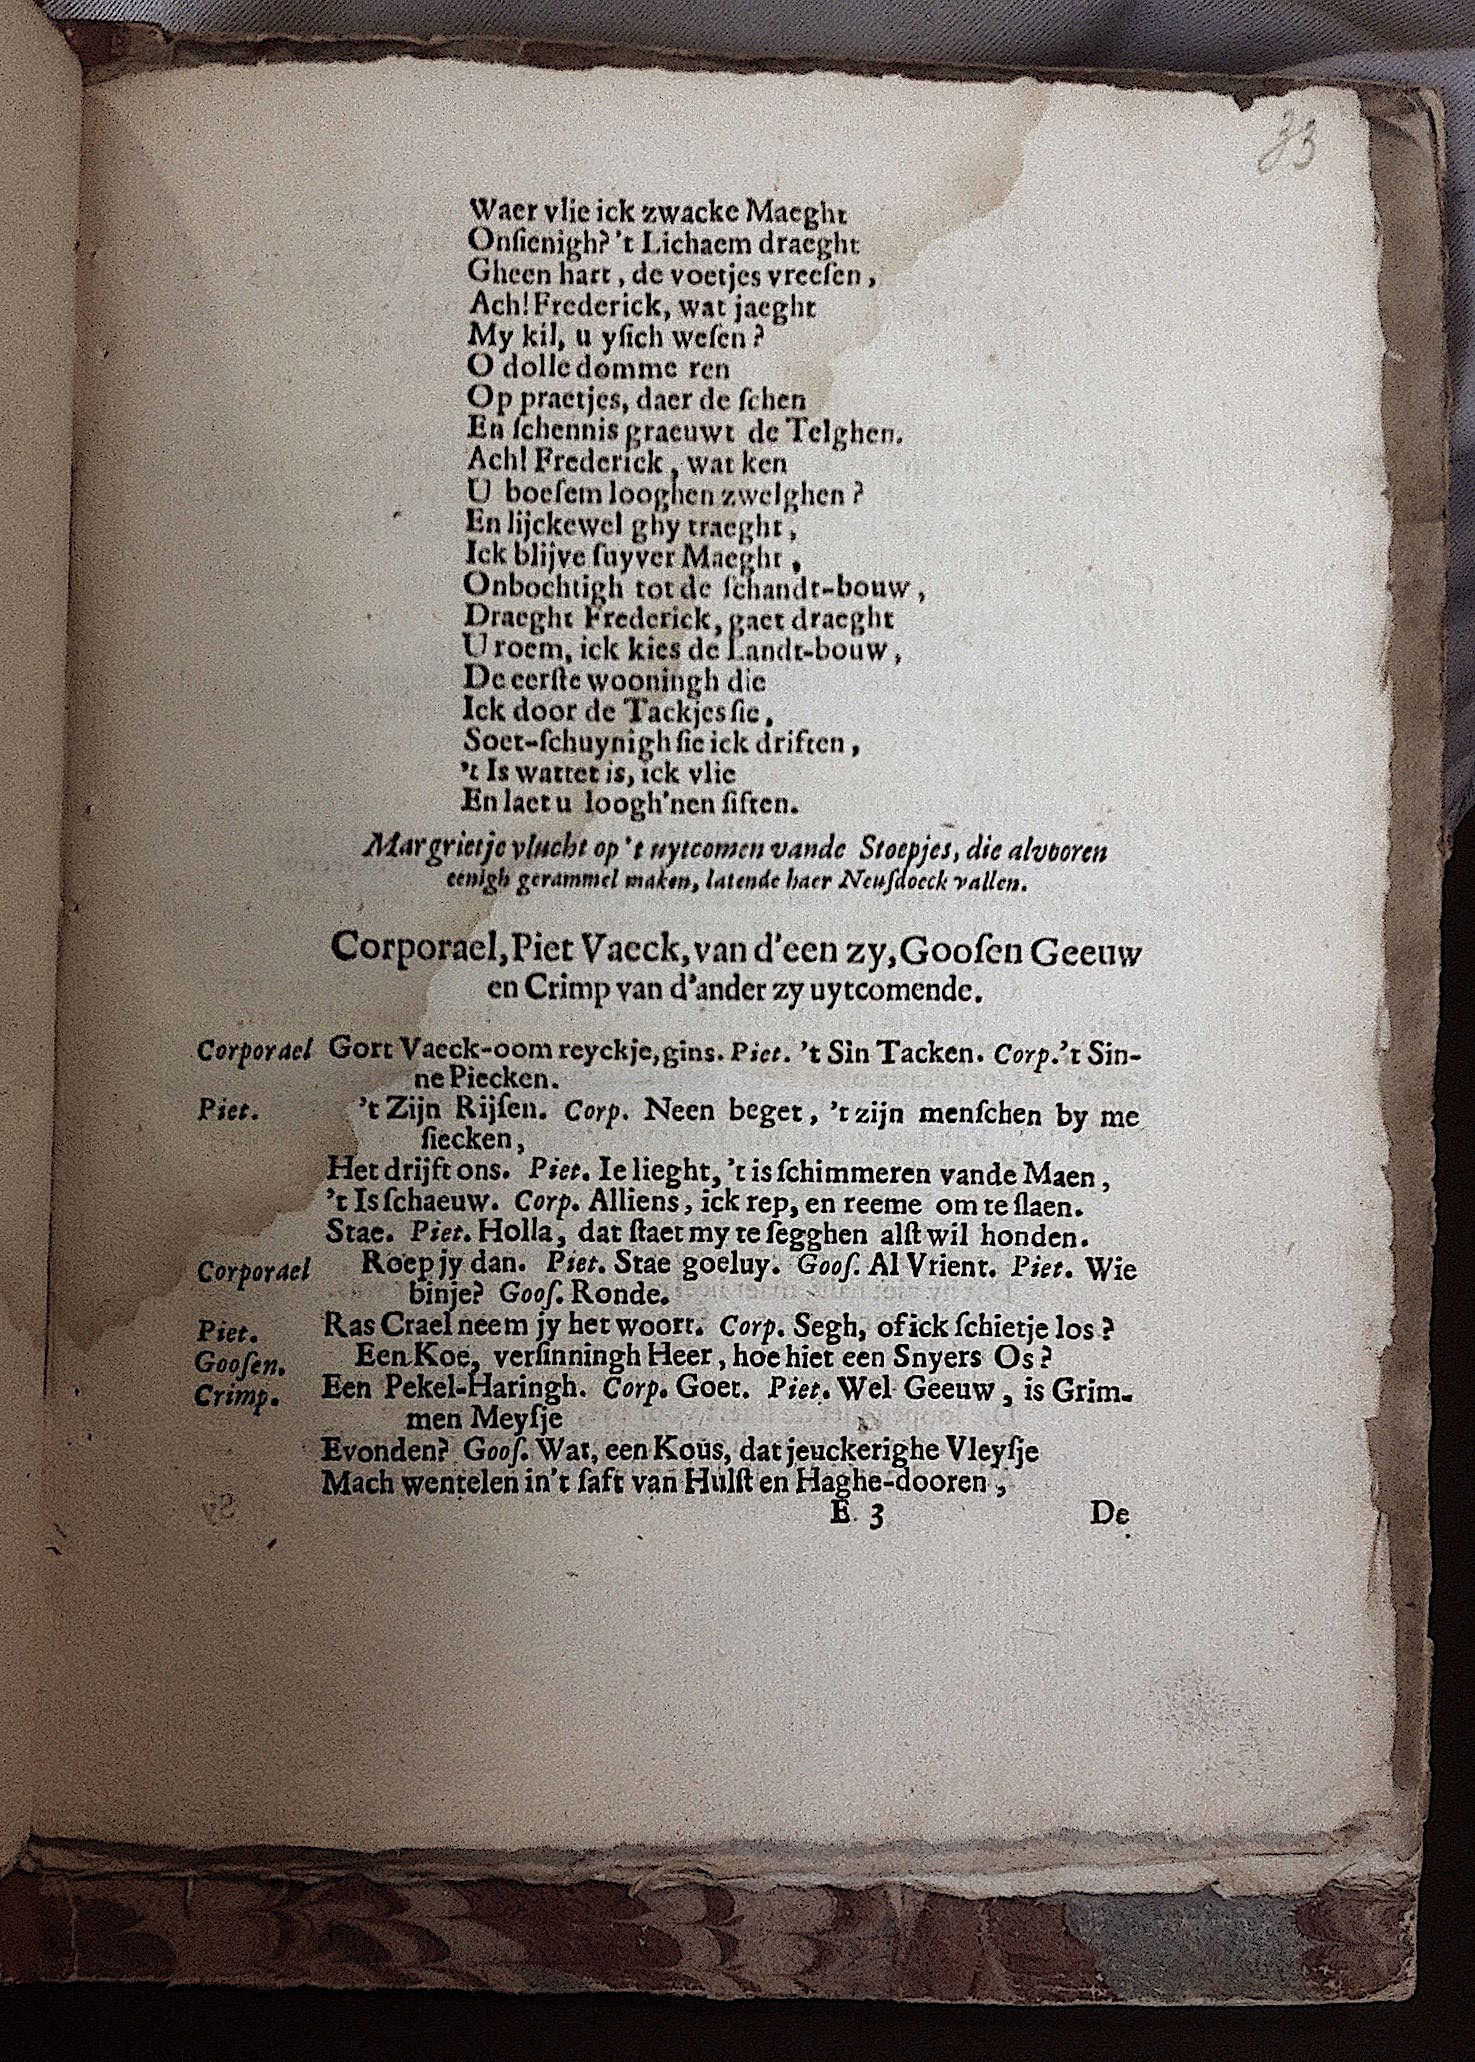 33
Waer vlie ick zwacke Maeght
Onſienigh? 't Lichaem draeght
Gheen hart, de voetjes vreeſen,
Ach! Frederick, wat jaeght
My kil, u yſich weſen?
O dolle domme ren
Op praetjes, daer de ſchen
En ſchennis graeuwt de Telghen.
Ach! Frederick, wat ken
U boeſem looghen zwelghen?
En lijckewel ghy traeght,
Ick blijve ſuyver Maeght,
Onbochtigh tot de ſchandt-bouw,
Draeght Frederick, gaet draeght
U roem, ick kies de Landt-bouw,
De eerſte wooningh die
Ick door de Tackjes ſie,
Soet-ſchuynigh ſie ick driften,
't Is wattet is, ick vlie
En laet u loogh'nen ſiften.
Margrietje vlucht op 't uytcomen vande Stoepjes, die alvooren
eenigh gerammel maken, latende haer Neuſdoeck vallen.
Corporael, Piet Vaeck, van d'een zy, Gooſen Geeuw
en Crimp van d'ander zy uytcomende.
Corporael Gort Vaeck-oom reyckje, gins. Piet. 't Sin Tacken. Corp. 't Sin-
ne Piecken.
Piet. 't Zijn Rijſen. Corp. Neen beget, 't zijn menſchen by me
ſiecken,
Het drijft ons. Piet. Ie lieght, 't is ſchimmeren vande Maen,
't Is ſchaeuw. Corp. Alliens, ick rep, en reeme om te ſlaen.
Stae. Piet. Holla, dat ſtaet my te ſegghen alſt wil honden.
Corporael Roep jy dan. Piet. Stae goeluy. Gooſ. Al Vrient. Piet. Wie
binje? Gooſ. Ronde.
Piet. Ras Crael neem jy het woort. Corp. Segh, of ick ſchietje los?
Gooſen. Een Koe, verſinningh Heer, hoe hiet een Snyers Os?
Crimp. Een Pekel-Haringh. Corp. Goet. Piet. Wel Geeuw, is Grim-
men Meyſje
Evonden? Gooſ. Wat, een Kous, dat jeuckerighe Vleyſje
Mach wentelen in't ſaft van Hulſt en Haghe-dooren,
E 3 De